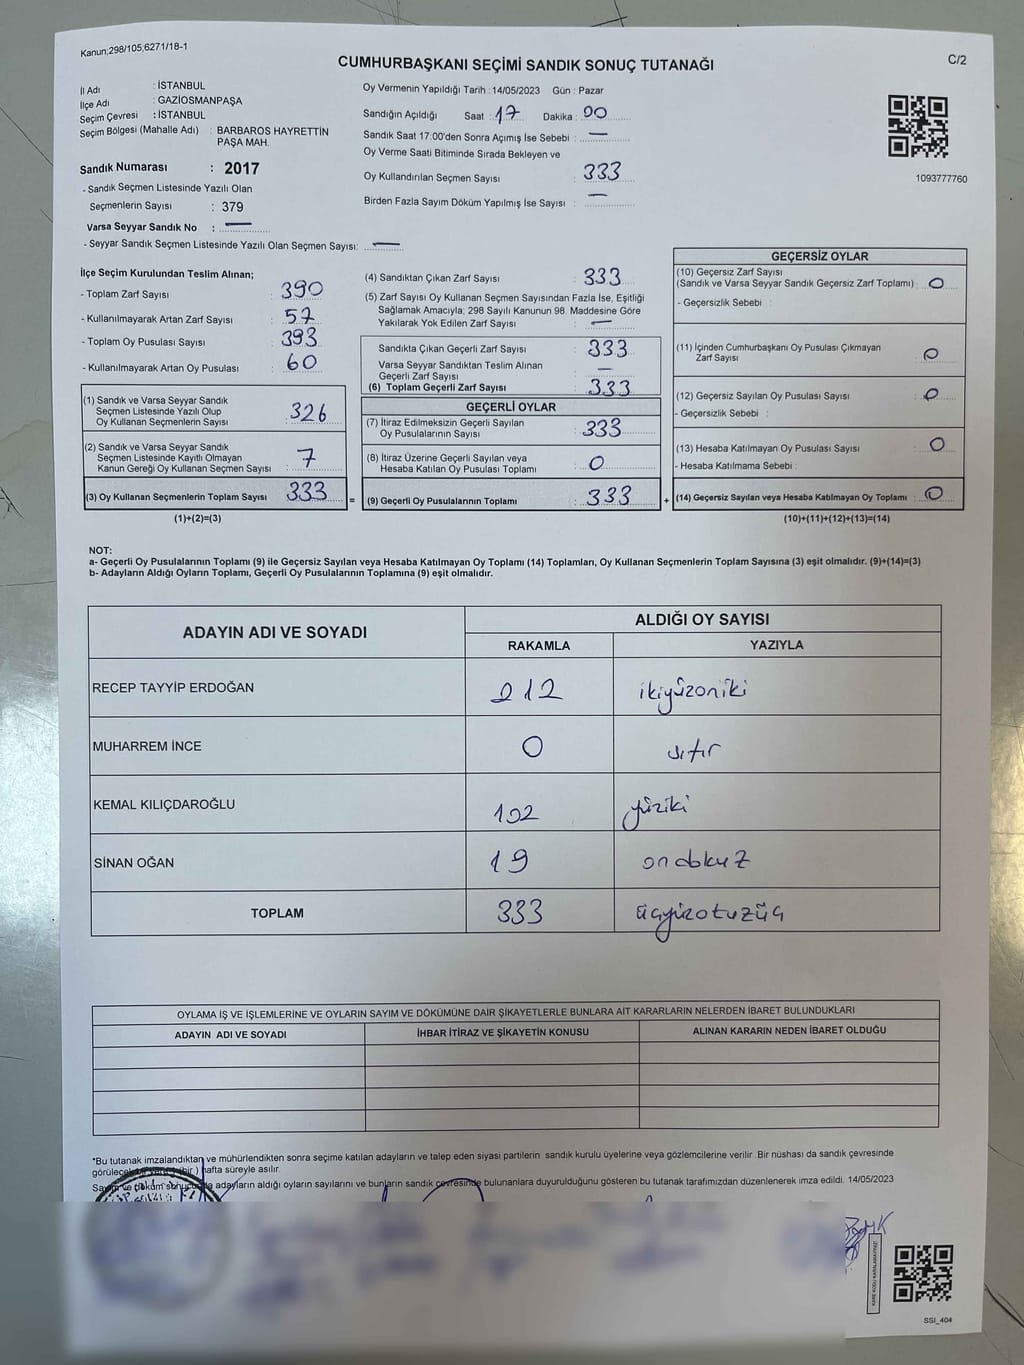 Kanun,298/105,6271/18-1
CUMHURBAŞKANI SEÇİMİ SANDIK SONUÇ TUTANAĞI
C/2
İl Adı : İSTANBUL
İlçe Adı : GAZİOSMANPAŞA
Seçim Çevresi : İSTANBUL
Seçim Bölgesi (Mahalle Adı) : BARBAROS HAYRETTİN
PAŞA MAH.
Sandık Numarası : 2017
- Sandık Seçmen Listesinde Yazılı Olan
Seçmenlerin Sayısı : 379
Varsa Seyyar Sandık No : —
- Seyyar Sandık Seçmen Listesinde Yazılı Olan Seçmen Sayısı: —
Oy Vermenin Yapıldığı Tarih : 14/05/2023 Gün : Pazar
Sandığın Açıldığı Saat : 17 Dakika : 00
Sandık Saat 17:00'den Sonra Açımış İse Sebebi : —
Oy Verme Saati Bitiminde Sırada Bekleyen ve
Oy Kullandırılan Seçmen Sayısı : 333
Birden Fazla Sayım Döküm Yapılmış İse Sayısı : —
1093777760
İlçe Seçim Kurulundan Teslim Alınan;
- Toplam Zarf Sayısı : 390
- Kullanılmayarak Artan Zarf Sayısı : 57
- Toplam Oy Pusulası Sayısı : 393
- Kullanılmayarak Artan Oy Pusulası : 60
(1) Sandık ve Varsa Seyyar Sandık
Seçmen Listesinde Yazılı Olup
Oy Kullanan Seçmenlerin Sayısı : 326
(2) Sandık ve Varsa Seyyar Sandık
Seçmen Listesinde Kayıtlı Olmayan
Kanun Gereği Oy Kullanan Seçmen Sayısı : 7
(3) Oy Kullanan Seçmenlerin Toplam Sayısı : 333 =
(1)+(2)=(3)
(4) Sandıktan Çıkan Zarf Sayısı : 333
(5) Zarf Sayısı Oy Kullanan Seçmen Sayısından Fazla İse, Eşitliği
Sağlamak Amacıyla, 298 Sayılı Kanunun 98. Maddesine Göre
Yakılarak Yok Edilen Zarf Sayısı : —
Sandıkta Çıkan Geçerli Zarf Sayısı : 333
Varsa Seyyar Sandıktan Teslim Alınan
Geçerli Zarf Sayısı : —
(6) Toplam Geçerli Zarf Sayısı : 333
GEÇERLİ OYLAR
(7) İtiraz Edilmeksizin Geçerli Sayılan
Oy Pusulalarının Sayısı : 333
(8) İtiraz Üzerine Geçerli Sayılan veya
Hesaba Katılan Oy Pusulası Toplamı : 0
(9) Geçerli Oy Pusulalarının Toplamı : 333 +
GEÇERSİZ OYLAR
(10) Geçersiz Zarf Sayısı
(Sandık ve Varsa Seyyar Sandık Geçersiz Zarf Toplamı) : 0
- Geçersizlik Sebebi :
(11) İçinden Cumhurbaşkanı Oy Pusulası Çıkmayan
Zarf Sayısı : 0
(12) Geçersiz Sayılan Oy Pusulası Sayısı : 0
- Geçersizlik Sebebi :
(13) Hesaba Katılmayan Oy Pusulası Sayısı : 0
- Hesaba Katılmama Sebebi :
(14) Geçersiz Sayılan veya Hesaba Katılmayan Oy Toplamı : 0
(10)+(11)+(12)+(13)=(14)
NOT:
a- Geçerli Oy Pusulalarının Toplamı (9) ile Geçersiz Sayılan veya Hesaba Katılmayan Oy Toplamı (14) Toplamları, Oy Kullanan Seçmenlerin Toplam Sayısına (3) eşit olmalıdır. (9)+(14)=(3)
b- Adayların Aldığı Oyların Toplamı, Geçerli Oy Pusulalarının Toplamına (9) eşit olmalıdır.
ADAYIN ADI VE SOYADI
ALDIĞI OY SAYISI
RAKAMLA YAZIYLA
RECEP TAYYİP ERDOĞAN 212 ikiyüzoniki
MUHARREM İNCE 0 sıfır
KEMAL KILIÇDAROĞLU 102 yüziki
SİNAN OĞAN 19 ondokuz
TOPLAM 333 üçyüzotuzüç
OYLAMA İŞ VE İŞLEMLERİNE VE OYLARIN SAYIM VE DÖKÜMÜNE DAİR ŞİKAYETLERLE BUNLARA AİT KARARLARIN NELERDEN İBARET BULUNDUKLARI
ADAYIN ADI VE SOYADI İHBAR İTİRAZ VE ŞİKAYETİN KONUSU ALINAN KARARIN NEDEN İBARET OLDUĞU
*Bu tutanak imzalandıktan ve mühürlendikten sonra seçime katılan adayların ve talep eden siyasi partilerin sandık kurulu üyelerine veya gözlemcilerine verilir. Bir nüshası da sandık çevresinde
hafta süreyle asılır.
adayların aldığı oyların sayılarını ve bunların sandık çevresinde bulunanlara duyurulduğunu gösteren bu tutanak tarafımızdan düzenlenerek imza edildi. 14/05/2023
SSI_404